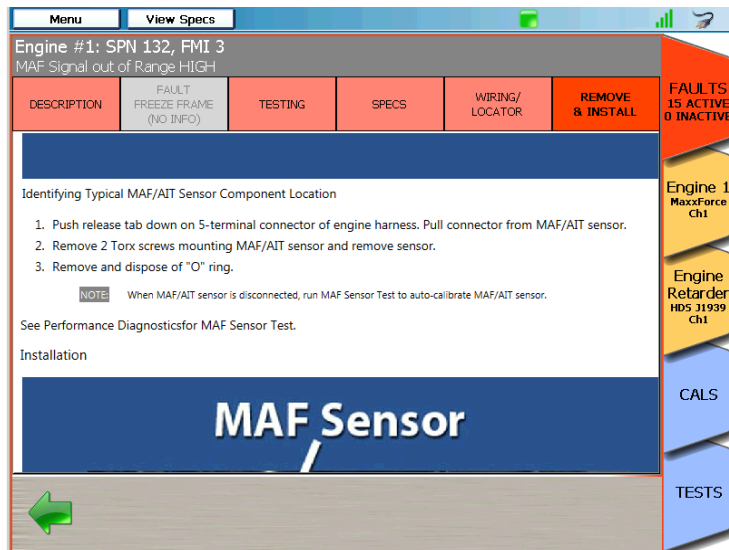 Menu
View Specs
Engine #1: SPN 132, FMI 3
MAF Signal out of Range HIGH
DESCRIPTION
FAULT
FREEZE FRAME
(NO INFO)
TESTING
SPECS
WIRING/
LOCATOR
REMOVE
& INSTALL
FAULTS
15 ACTIVE
0 INACTIVE
Identifying Typical MAF/AIT Sensor Component Location
1. Push release tab down on 5-terminal connector of engine harness. Pull connector from MAF/AIT sensor.
2. Remove 2 Torx screws mounting MAF/AIT sensor and remove sensor.
3. Remove and dispose of "O" ring.
NOTE: When MAF/AIT sensor is disconnected, run MAF Sensor Test to auto-calibrate MAF/AIT sensor.
See Performance Diagnosticsfor MAF Sensor Test.
Installation
MAF Sensor
Engine 1
MaxxForce
Ch1
Engine
Retarder
HDS J1939
Ch1
CALS
TESTS